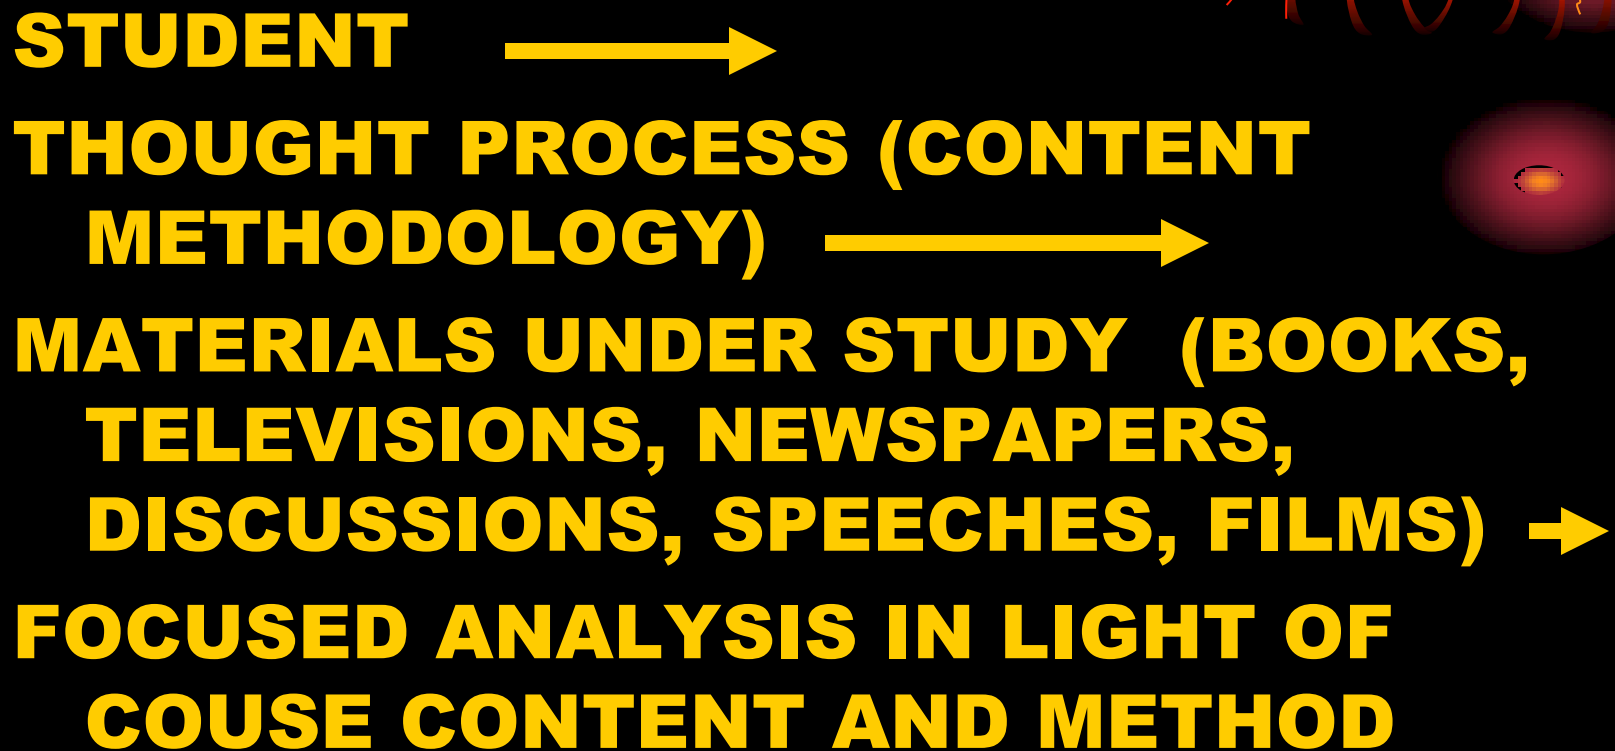 STUDENT
THOUGHT PROCESS (CONTENT
METHODOLOGY)
MATERIALS UNDER STUDY (BOOKS,
TELEVISIONS, NEWSPAPERS,
DISCUSSIONS, SPEECHES, FILMS)
FOCUSED ANALYSIS IN LIGHT OF
COUSE CONTENT AND METHOD